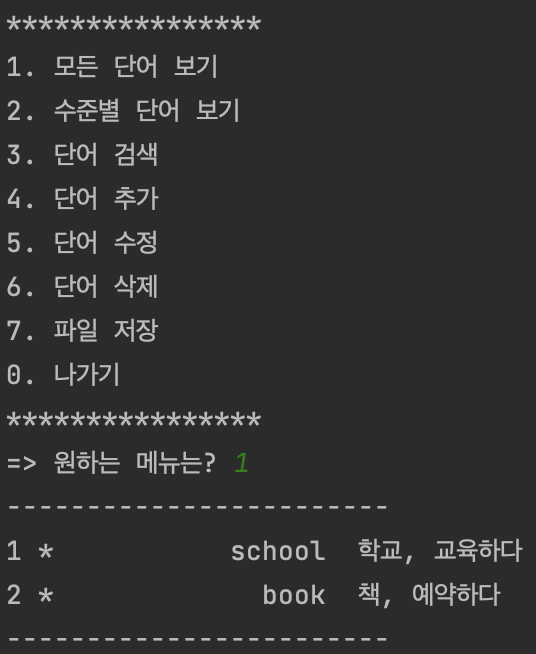 ****************
1. 모든 단어 보기
2. 수준별 단어 보기
3. 단어 검색
4. 단어 추가
5. 단어 수정
6. 단어 삭제
7. 파일 저장
0. 나가기
****************
=> 원하는 메뉴는? 1
------------------------
1 *           school  학교, 교육하다
2 *             book  책, 예약하다
------------------------